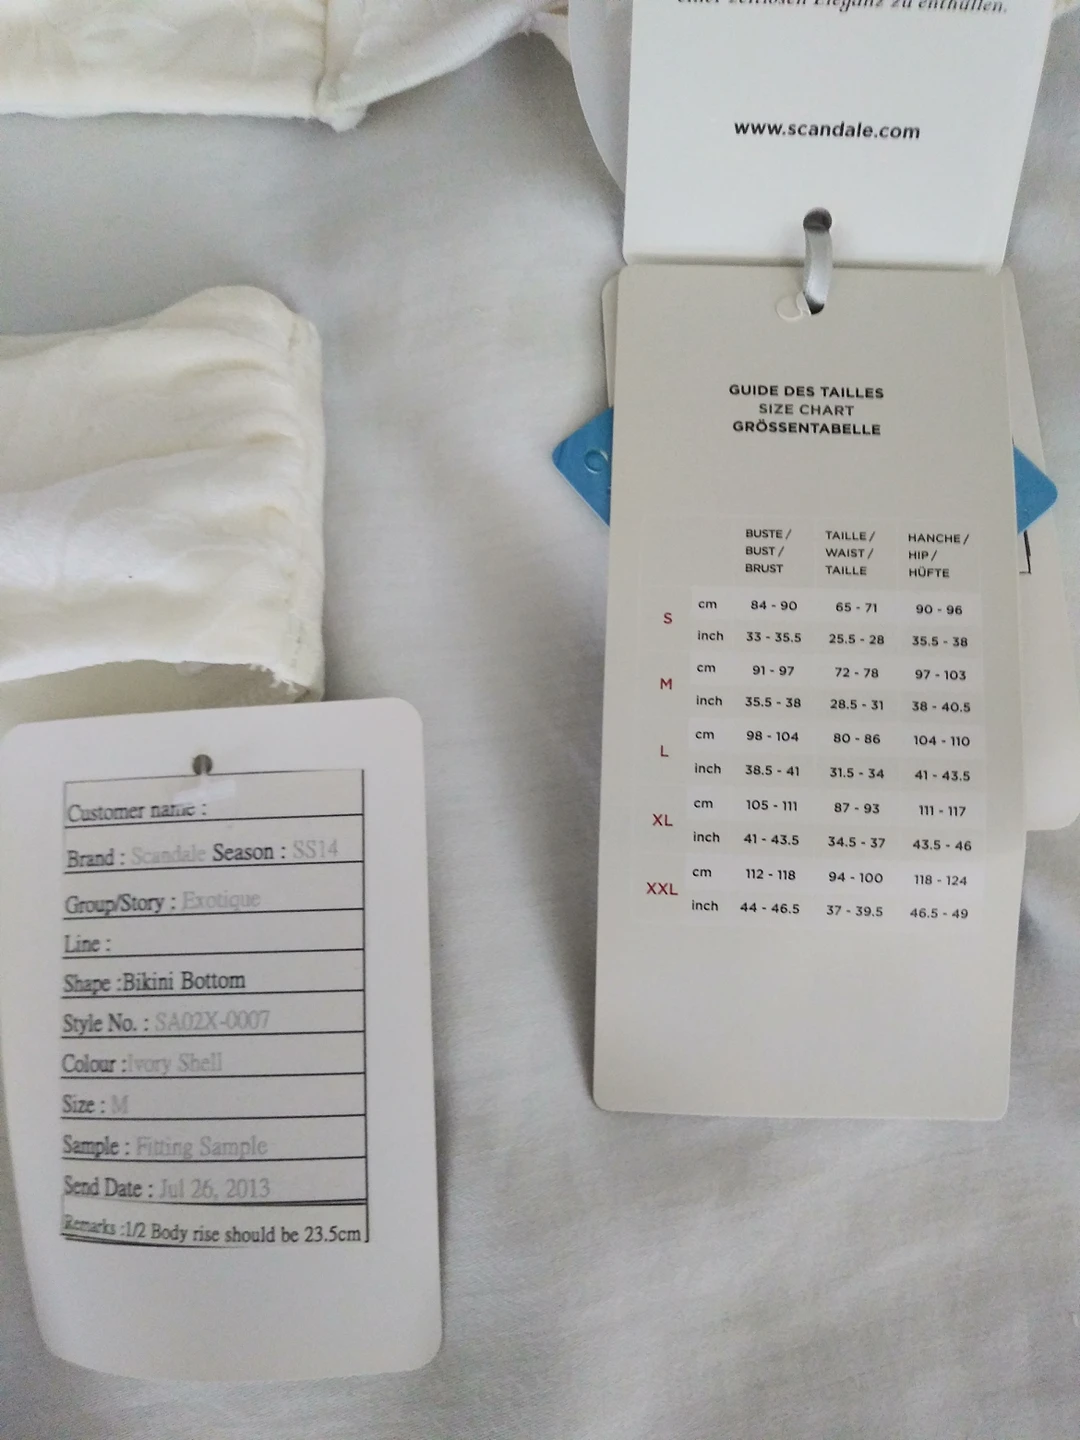 einer zeitlosen Eleganz zu enthüllen.
www.scandale.com
GUIDE DES TAILLES
SIZE CHART
GRÖSSENTABELLE
BUSTE / TAILLE / HANCHE /
BUST / WAIST / HIP /
BRUST TAILLE HÜFTE
S
cm 84 - 90 65 - 71 90 - 96
inch 33 - 35.5 25.5 - 28 35.5 - 38
M
cm 91 - 97 72 - 78 97 - 103
inch 35.5 - 38 28.5 - 31 38 - 40.5
L
cm 98 - 104 80 - 86 104 - 110
inch 38.5 - 41 31.5 - 34 41 - 43.5
XL
cm 105 - 111 87 - 93 111 - 117
inch 41 - 43.5 34.5 - 37 43.5 - 46
XXL
cm 112 - 118 94 - 100 118 - 124
inch 44 - 46.5 37 - 39.5 46.5 - 49
Customer name :
Brand : Scandale Season : SS14
Group/Story : Exotique
Line :
Shape :Bikini Bottom
Style No. : SA02X-0007
Colour :Ivory Shell
Size : M
Sample : Fitting Sample
Send Date : Jul 26, 2013
Remarks :1/2 Body rise should be 23.5cm